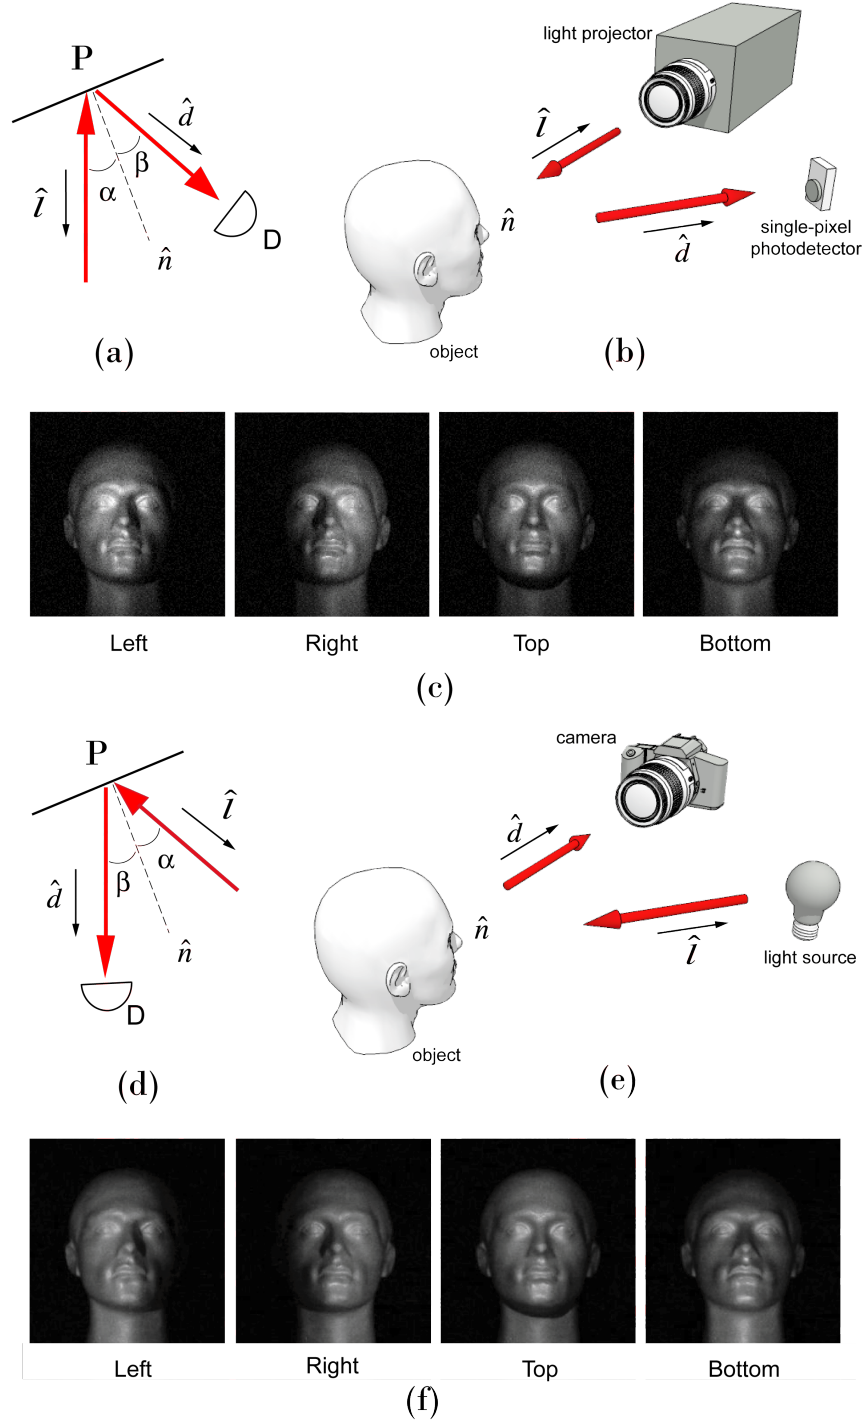 P
d̂
l̂
α
β
n̂
D
(a)
light projector
l̂
n̂
d̂
single-pixel
photodetector
object
(b)
Left Right Top Bottom
(c)
P
l̂
d̂
β
α
n̂
D
(d)
camera
d̂
n̂
l̂
light source
object
(e)
Left Right Top Bottom
(f)